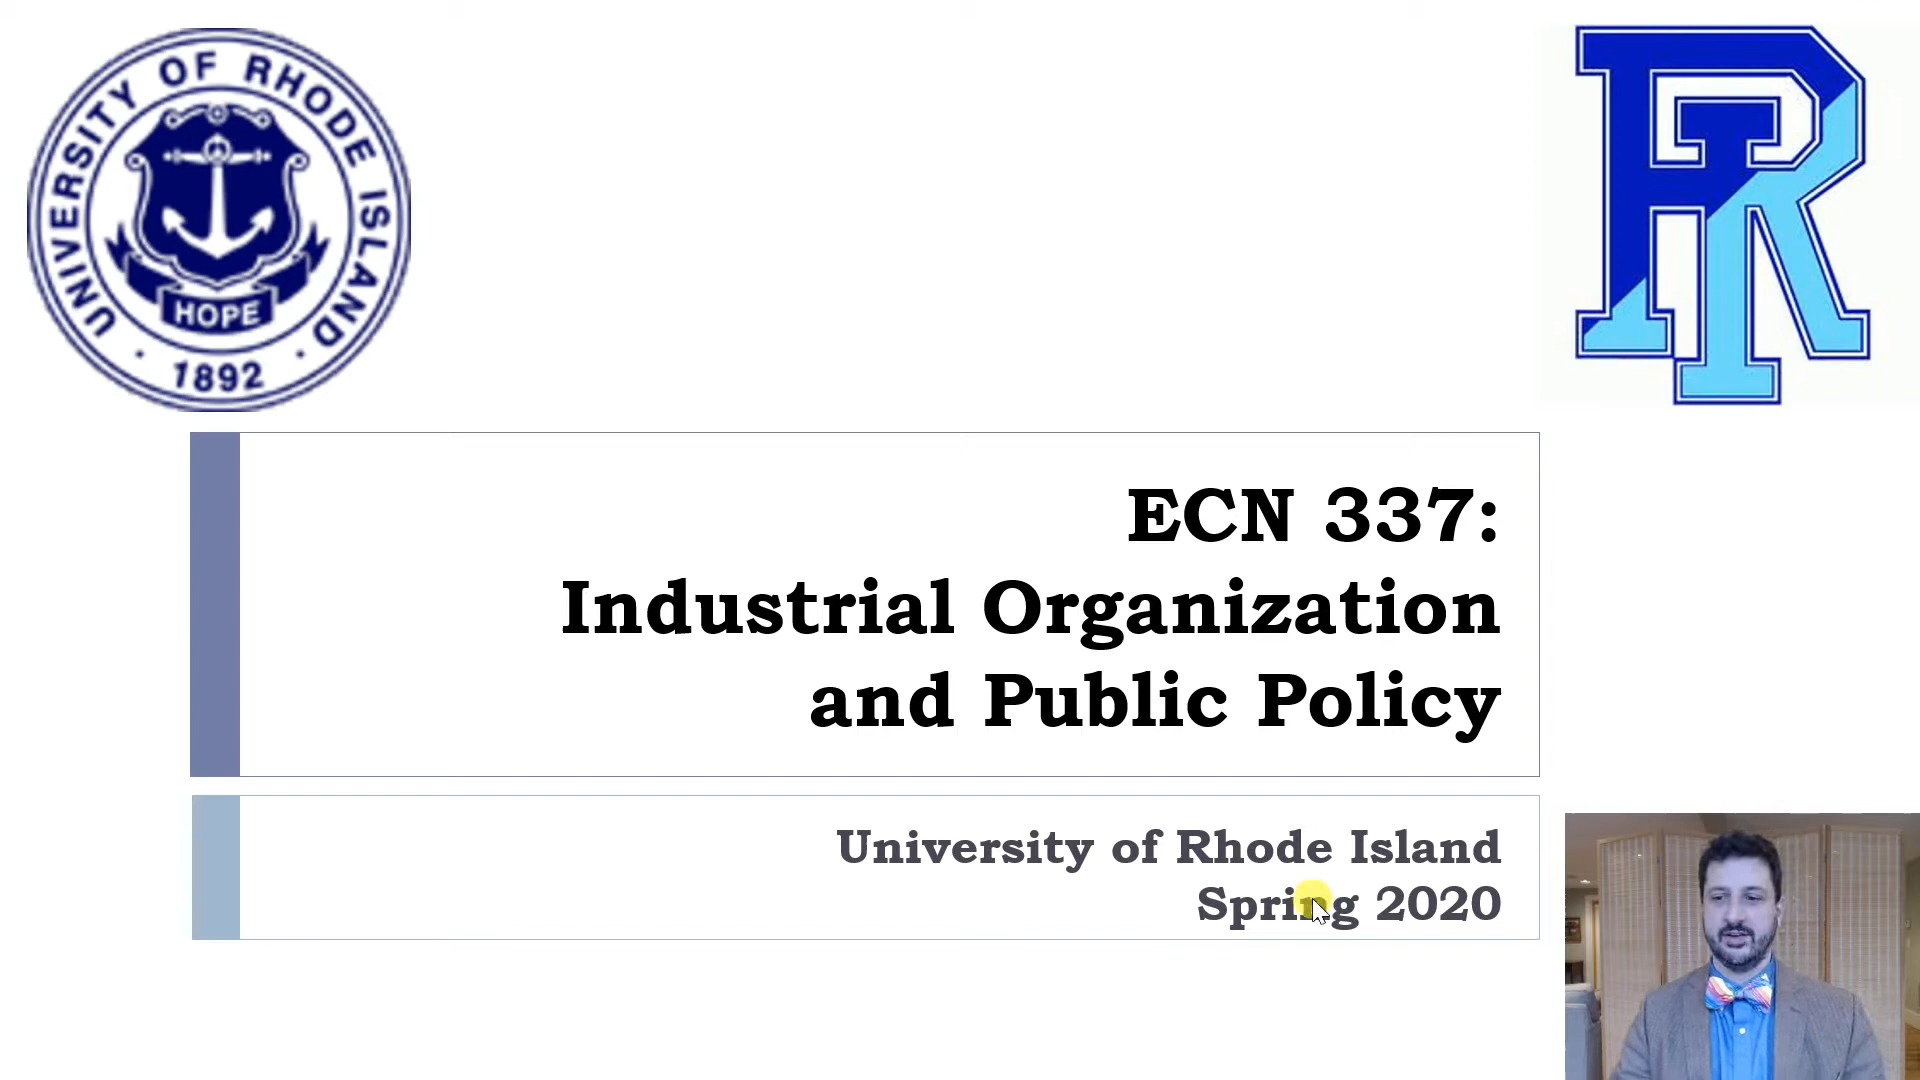 UNIVERSITY OF RHODE ISLAND
HOPE
1892
RI
ECN 337:
Industrial Organization
and Public Policy
University of Rhode Island
Spring 2020